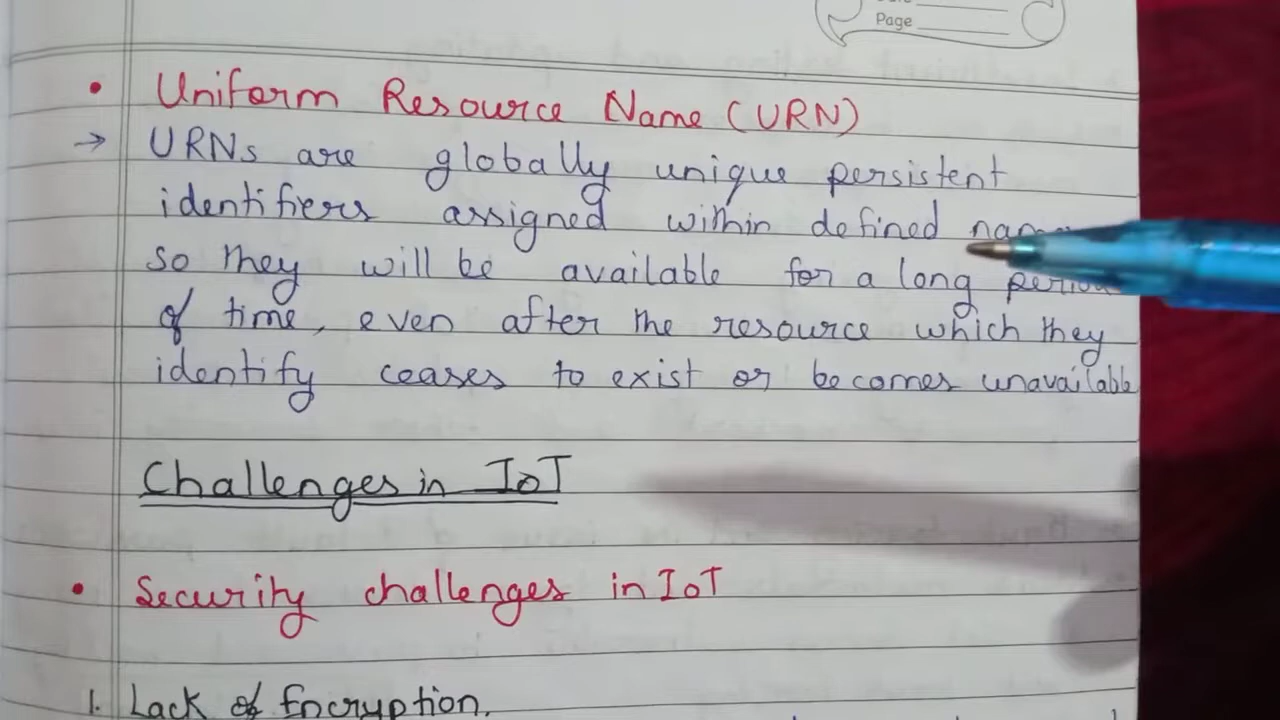 Page
• Uniform Resource Name (URN)
→ URNs are globally unique persistent
identifiers assigned within defined
so they will be available for a long
of time, even after the resource which they
identify ceases to exist or becomes unavailable
Challenges in IoT
• Security challenges in IoT
1. Lack of Encryption.